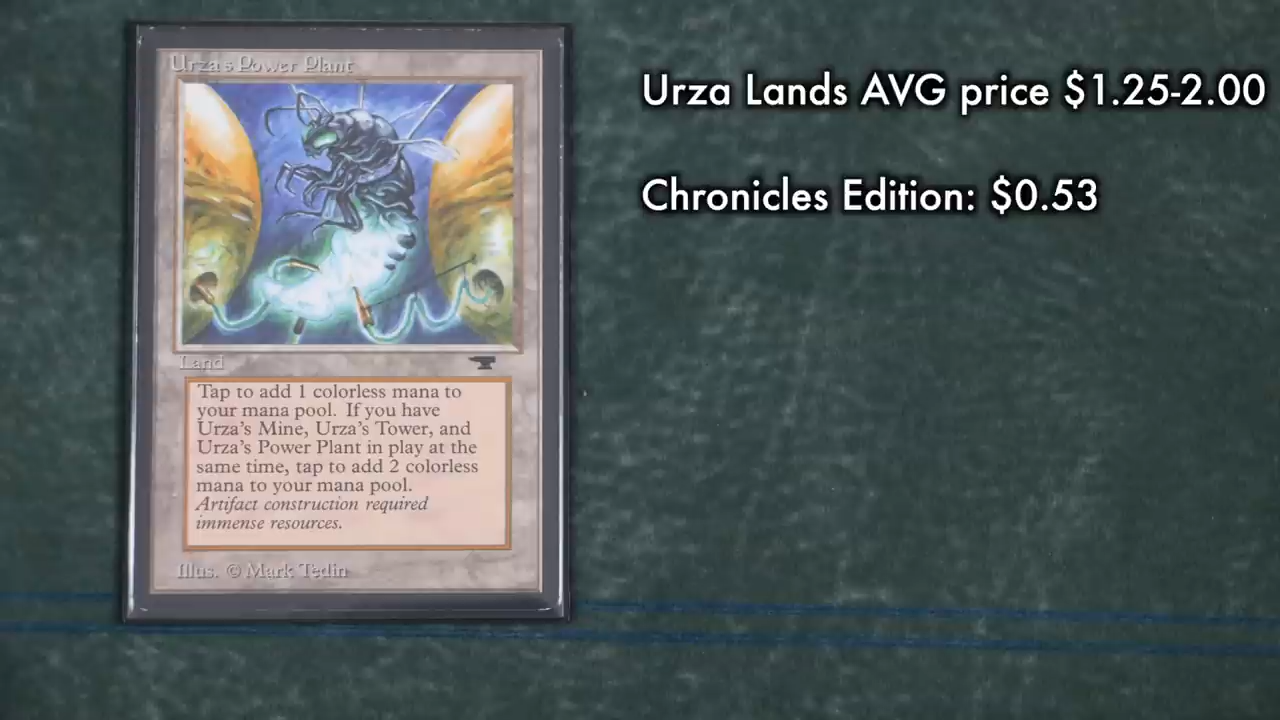 Urza's Power Plant
Urza Lands AVG price $1.25-2.00
Chronicles Edition: $0.53
Land
Tap to add 1 colorless mana to
your mana pool. If you have
Urza's Mine, Urza's Tower, and
Urza's Power Plant in play at the
same time, tap to add 2 colorless
mana to your mana pool.
Artifact construction required
immense resources.
Illus. © Mark Tedin